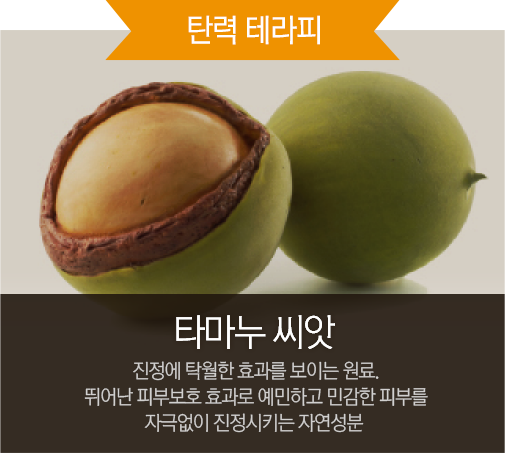 탄력 테라피
타마누 씨앗
진정에 탁월한 효과를 보이는 원료.
뛰어난 피부보호 효과로 예민하고 민감한 피부를
자극없이 진정시키는 자연성분